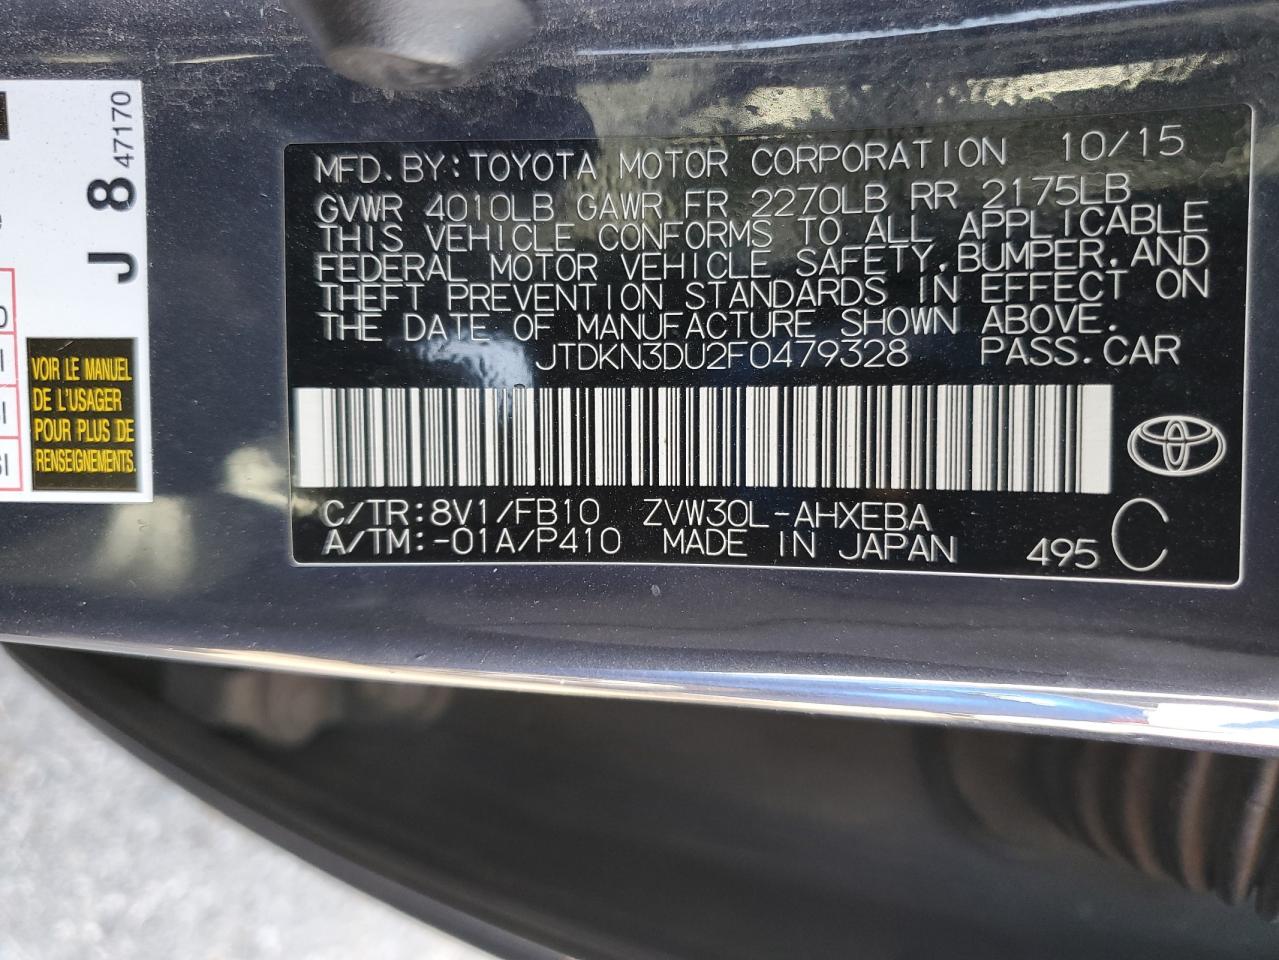 MFD. BY: TOYOTA MOTOR CORPORATION 10/15
GVWR 4010LB GAWR FR 2270LB RR 2175LB
THIS VEHICLE CONFORMS TO ALL APPLICABLE
FEDERAL MOTOR VEHICLE SAFETY, BUMPER, AND
THEFT PREVENTION STANDARDS IN EFFECT ON
THE DATE OF MANUFACTURE SHOWN ABOVE.
JTDKN3DU2F0479328 PASS.CAR
C/TR:8V1/FB10 ZVW30L-AHXEBA
A/TM:-01A/P410 MADE IN JAPAN 495 C
J 8 47170
VOIR LE MANUEL
DE L'USAGER
POUR PLUS DE
RENSEIGNEMENTS.